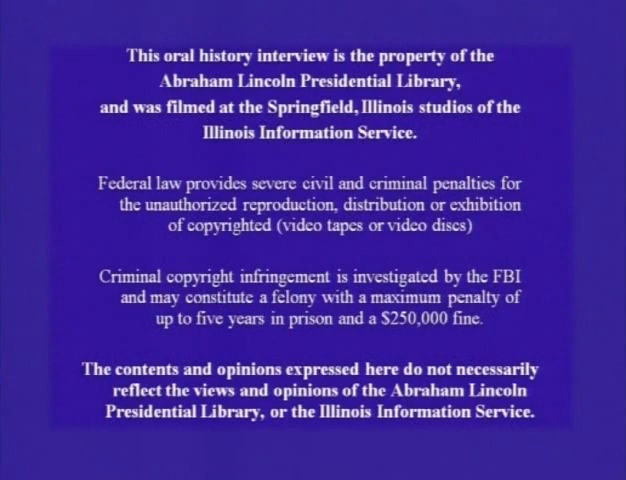 This oral history interview is the property of the
Abraham Lincoln Presidential Library,
and was filmed at the Springfield, Illinois studios of the
Illinois Information Service.
Federal law provides severe civil and criminal penalties for
the unauthorized reproduction, distribution or exhibition
of copyrighted (video tapes or video discs)
Criminal copyright infringement is investigated by the FBI
and may constitute a felony with a maximum penalty of
up to five years in prison and a $250,000 fine.
The contents and opinions expressed here do not necessarily
reflect the views and opinions of the Abraham Lincoln
Presidential Library, or the Illinois Information Service.